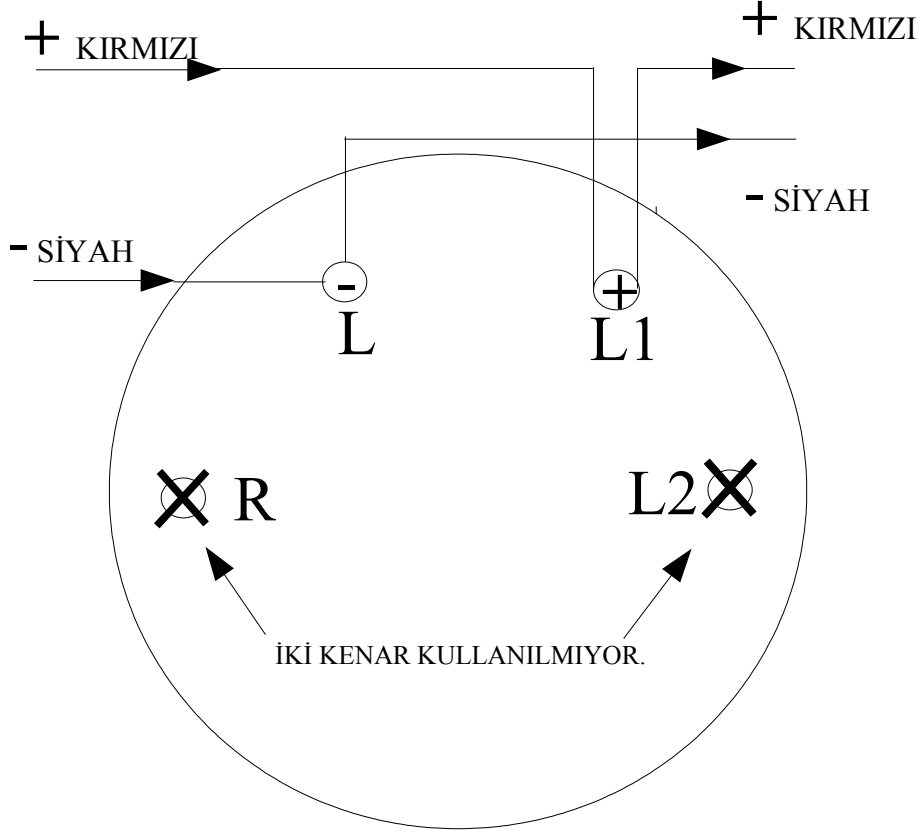 + KIRMIZI
+ KIRMIZI
- SİYAH
- SİYAH
-
+
L
L1
R
L2
İKİ KENAR KULLANILMIYOR.